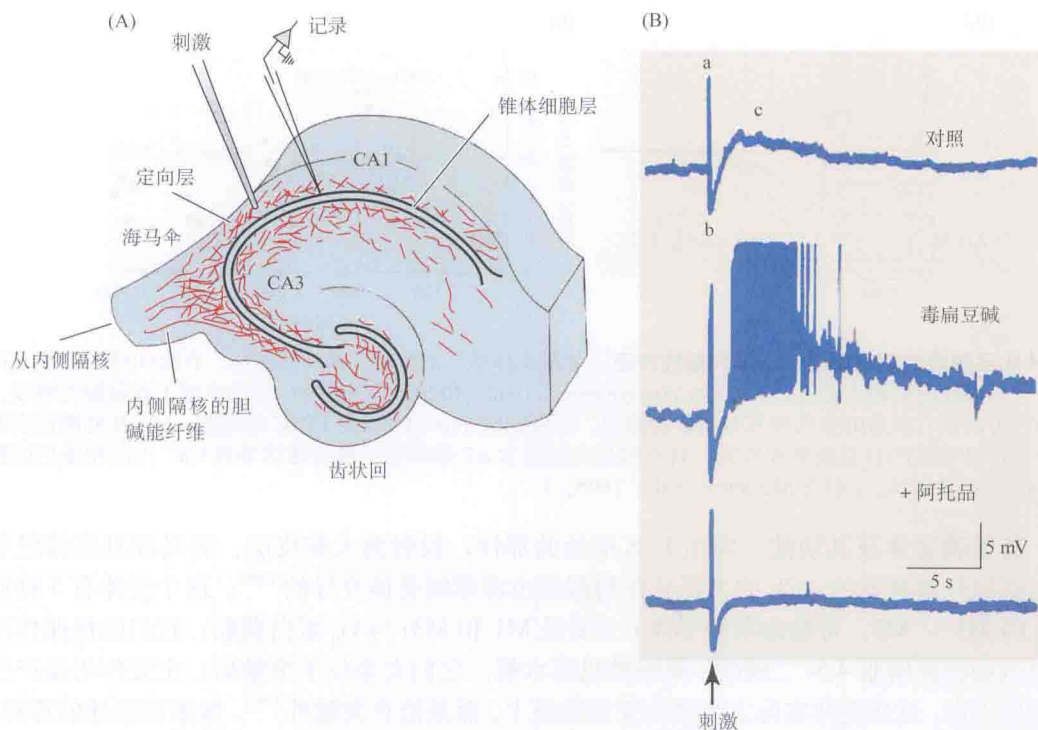 (A)
记录
刺激
锥体细胞层
CA1
定向层
海马伞
CA3
从内侧隔核
内侧隔核的胆
碱能纤维
齿状回
(B)
a
c
对照
b
毒扁豆碱
+ 阿托品
5 mV
5 s
刺激